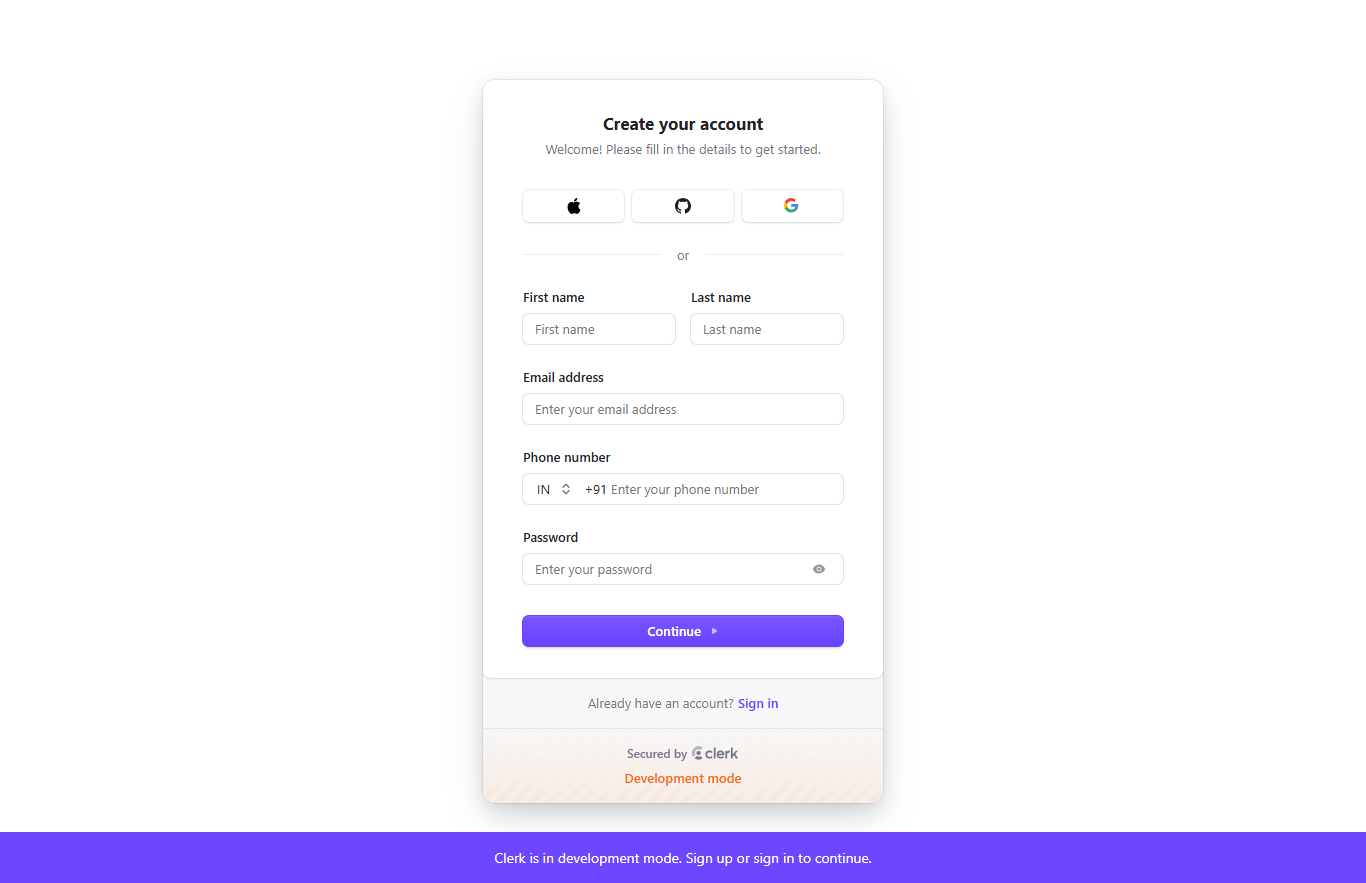 Create your account
Welcome! Please fill in the details to get started.
or
First name
Last name
First name
Last name
Email address
Enter your email address
Phone number
IN +91 Enter your phone number
Password
Enter your password
Continue
Already have an account? Sign in
Secured by clerk
Development mode
Clerk is in development mode. Sign up or sign in to continue.